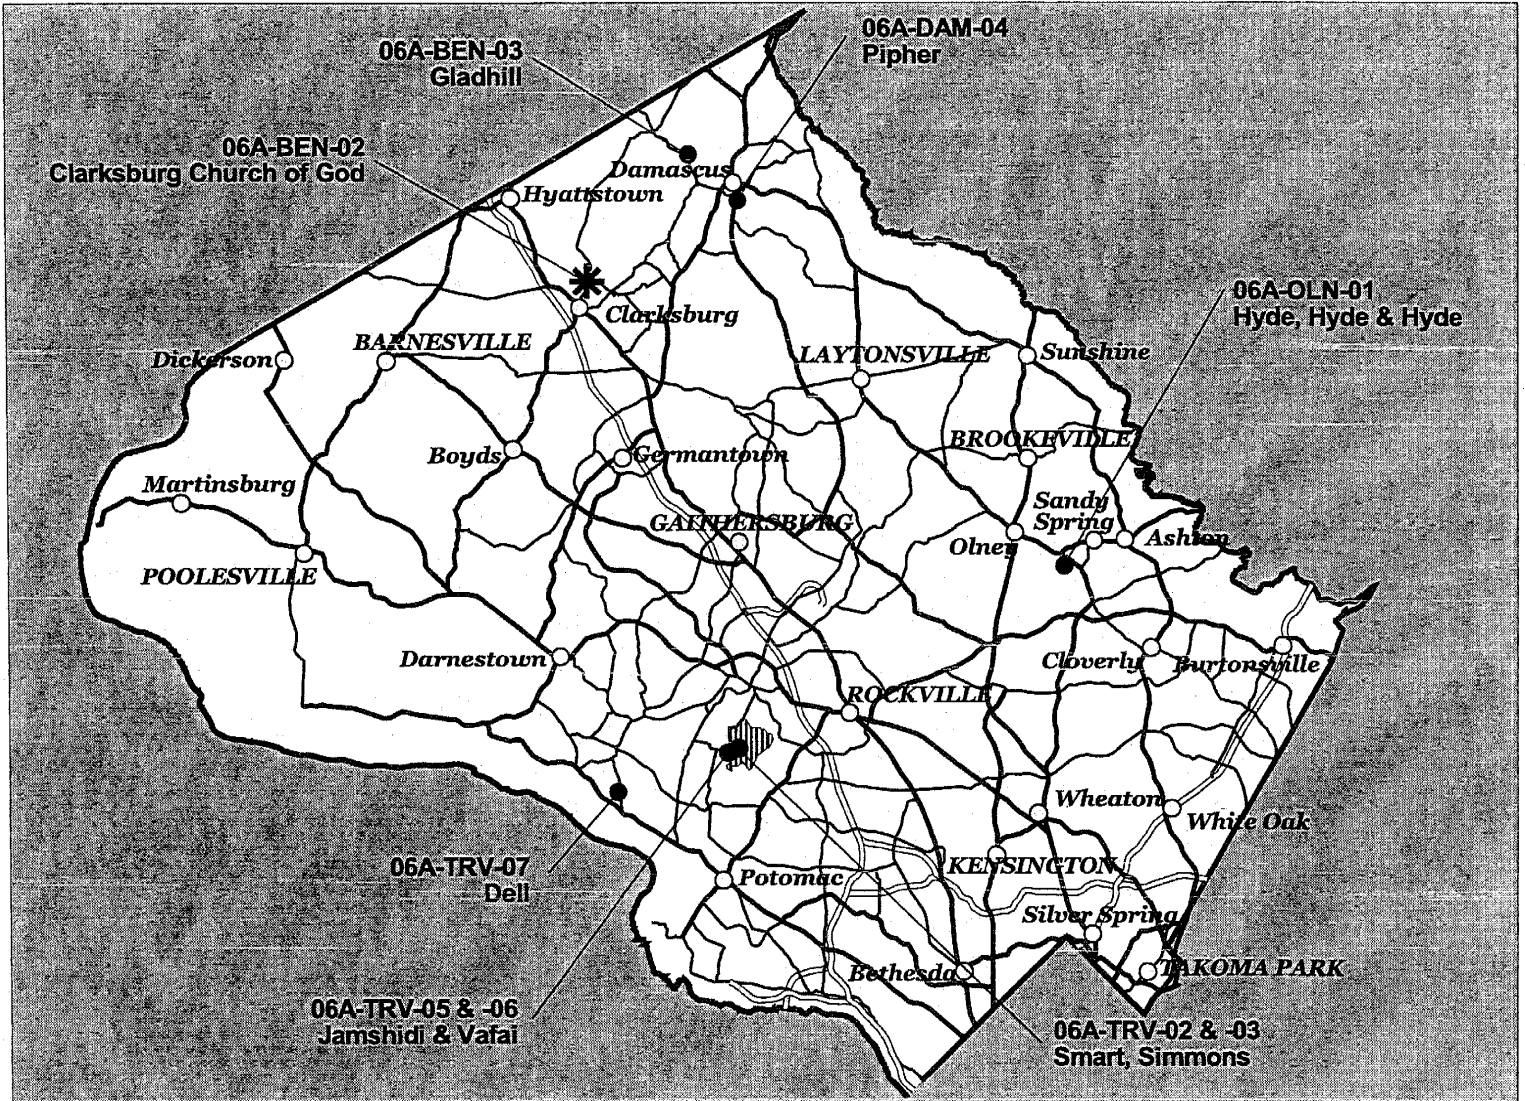 06A-DAM-04
Pipher
06A-BEN-03
Gladhill
06A-BEN-02
Clarksburg Church of God
Damascus
Hyattstown
06A-OLN-01
Hyde, Hyde & Hyde
Clarksburg
BARNESVILLE
Dickerson
LAYTONSVILLE
Sunshine
BROOKEVILLE
Boyds
Germantown
Martinsburg
Sandy
Spring
GAITHERSBURG
Olney
Ashton
POOLESVILLE
Darnestown
Cloverly
Burtonsville
ROCKVILLE
Wheaton
White Oak
06A-TRV-07
Dell
KENSINGTON
Potomac
Silver Spring
Bethesda
TAKOMA PARK
06A-TRV-05 & -06
Jamshidi & Vafai
06A-TRV-02 & -03
Smart, Simmons